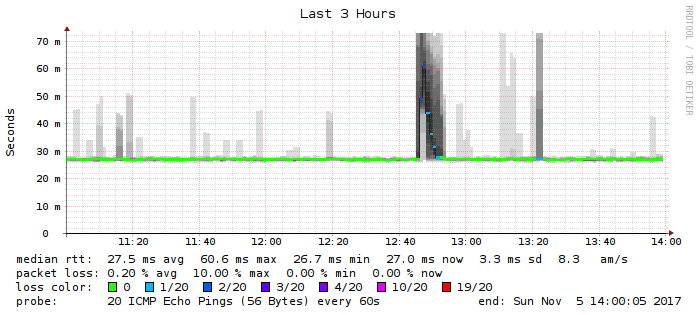 Last 3 Hours
RRDTOOL / TOBI OETIKER
Seconds
70 m
60 m
50 m
40 m
30 m
20 m
10 m
0
11:20 11:40 12:00 12:20 12:40 13:00 13:20 13:40 14:00
median rtt: 27.5 ms avg 60.6 ms max 26.7 ms min 27.0 ms now 3.3 ms sd 8.3 am/s
packet loss: 0.20 % avg 10.00 % max 0.00 % min 0.00 % now
loss color: 0 1/20 2/20 3/20 4/20 10/20 19/20
probe: 20 ICMP Echo Pings (56 Bytes) every 60s end: Sun Nov 5 14:00:05 2017